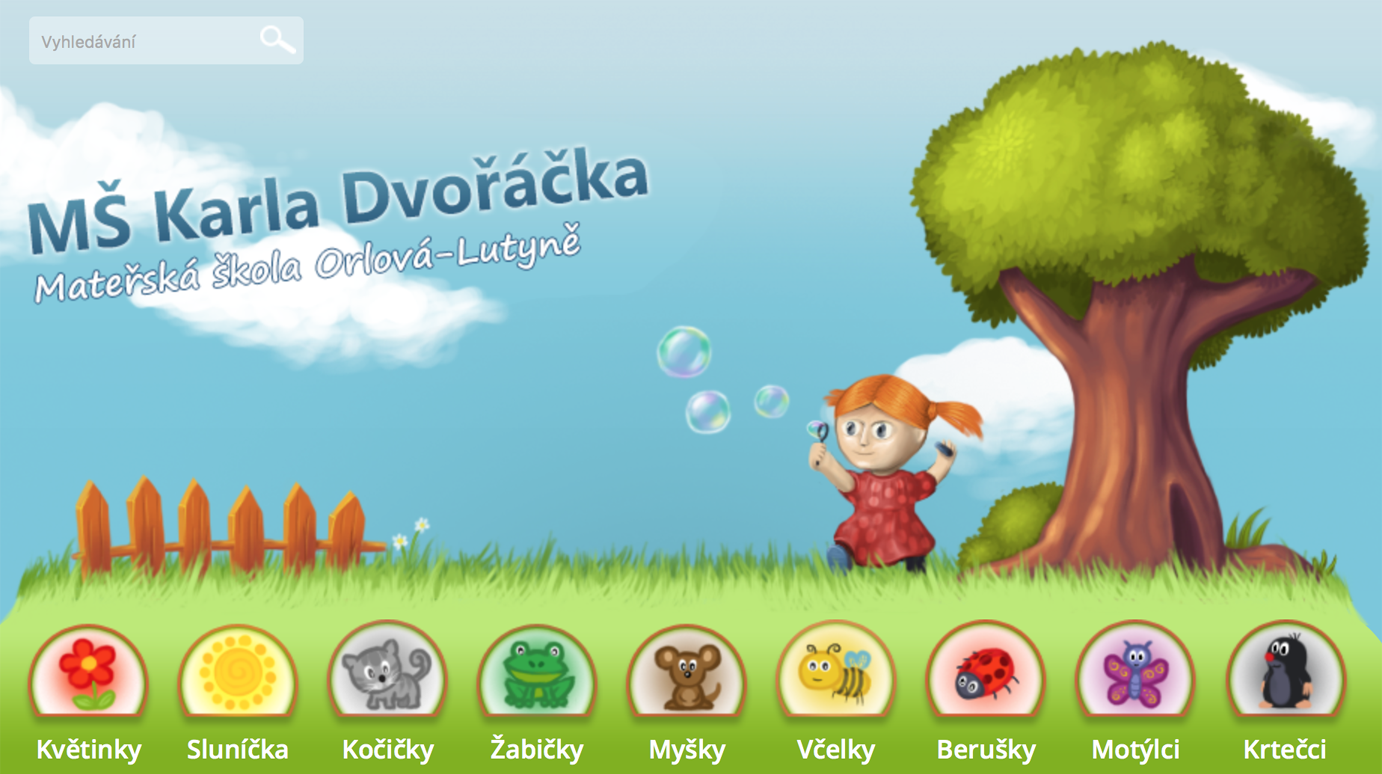 Vyhledávání
MŠ Karla Dvořáčka
Mateřská škola Orlová-Lutyně
Květinky
Sluníčka
Kočičky
Žabičky
Myšky
Včelky
Berušky
Motýlci
Krtečci